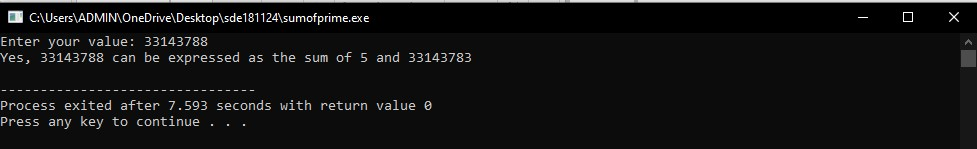 C:\Users\ADMIN\OneDrive\Desktop\sde181124\sumofprime.exe
Enter your value: 33143788
Yes, 33143788 can be expressed as the sum of 5 and 33143783
--------------------------------
Process exited after 7.593 seconds with return value 0
Press any key to continue . . .